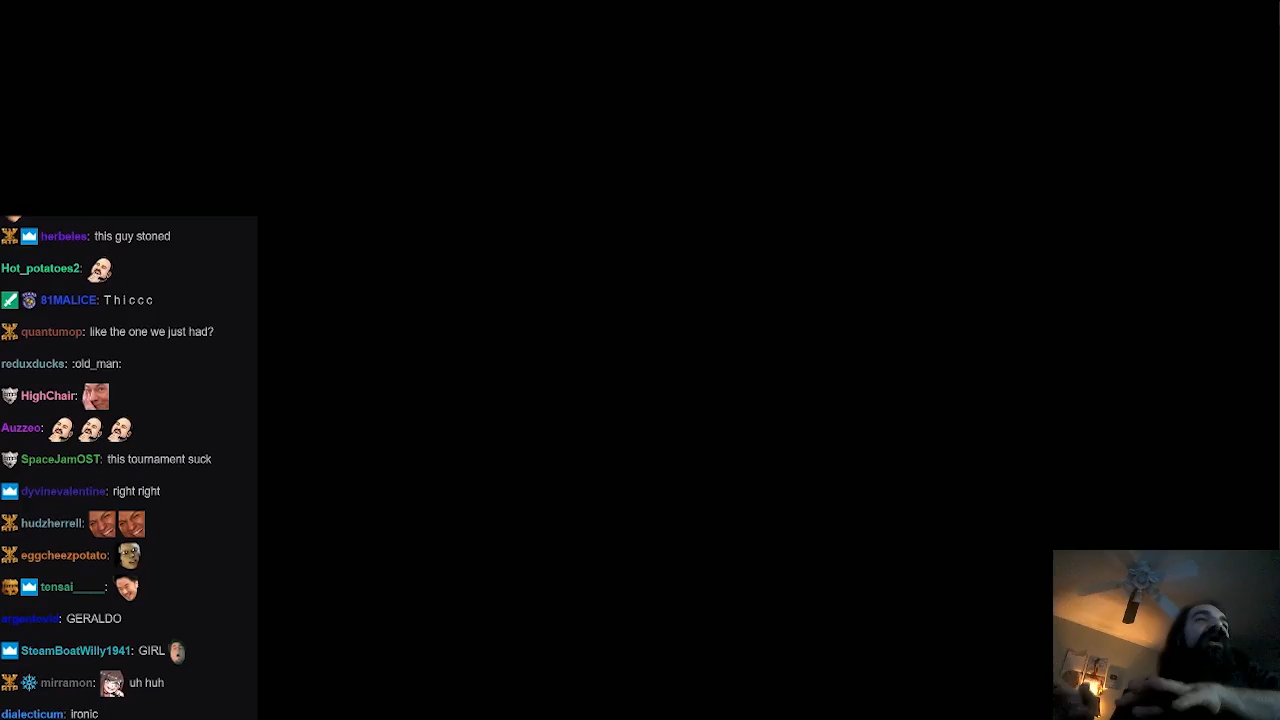 herbeles: this guy stoned
Hot_potatoes2:
81MALICE: T h i c c c
quantumop: like the one we just had?
reduxducks: :old_man:
HighChair:
Auzzeo:
SpaceJamOST: this tournament suck
dyvinevalentine: right right
hudzherrell:
eggcheezpotato:
tensai_____:
argentovid: GERALDO
SteamBoatWilly1941: GIRL
mirramon: uh huh
dialecticum: ironic